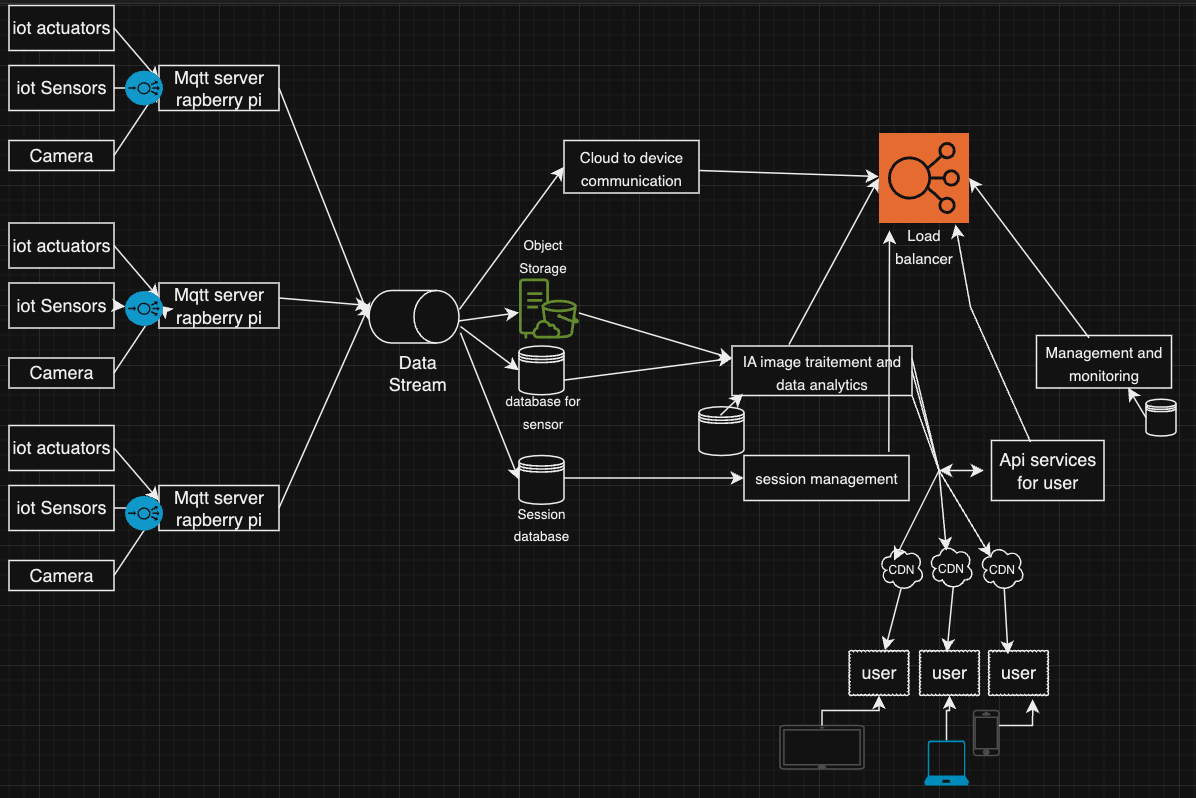 iot actuators
iot Sensors
Camera
Mqtt server
rapberry pi
iot actuators
iot Sensors
Camera
Mqtt server
rapberry pi
iot actuators
iot Sensors
Camera
Mqtt server
rapberry pi
Data
Stream
Cloud to device
communication
Object
Storage
database for
sensor
Session
database
IA image traitement and
data analytics
session management
Load
balancer
Management and
monitoring
Api services
for user
CDN
CDN
CDN
user
user
user